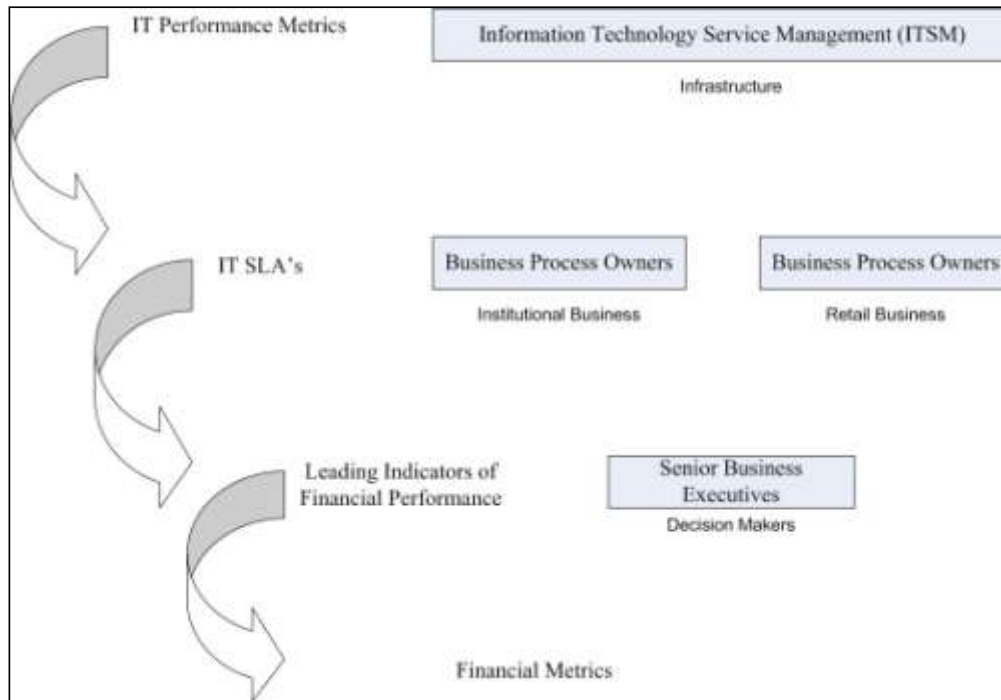 IT Performance Metrics
Information Technology Service Management (ITSM)
Infrastructure
IT SLA's
Business Process Owners
Business Process Owners
Institutional Business
Retail Business
Leading Indicators of
Financial Performance
Senior Business
Executives
Decision Makers
Financial Metrics